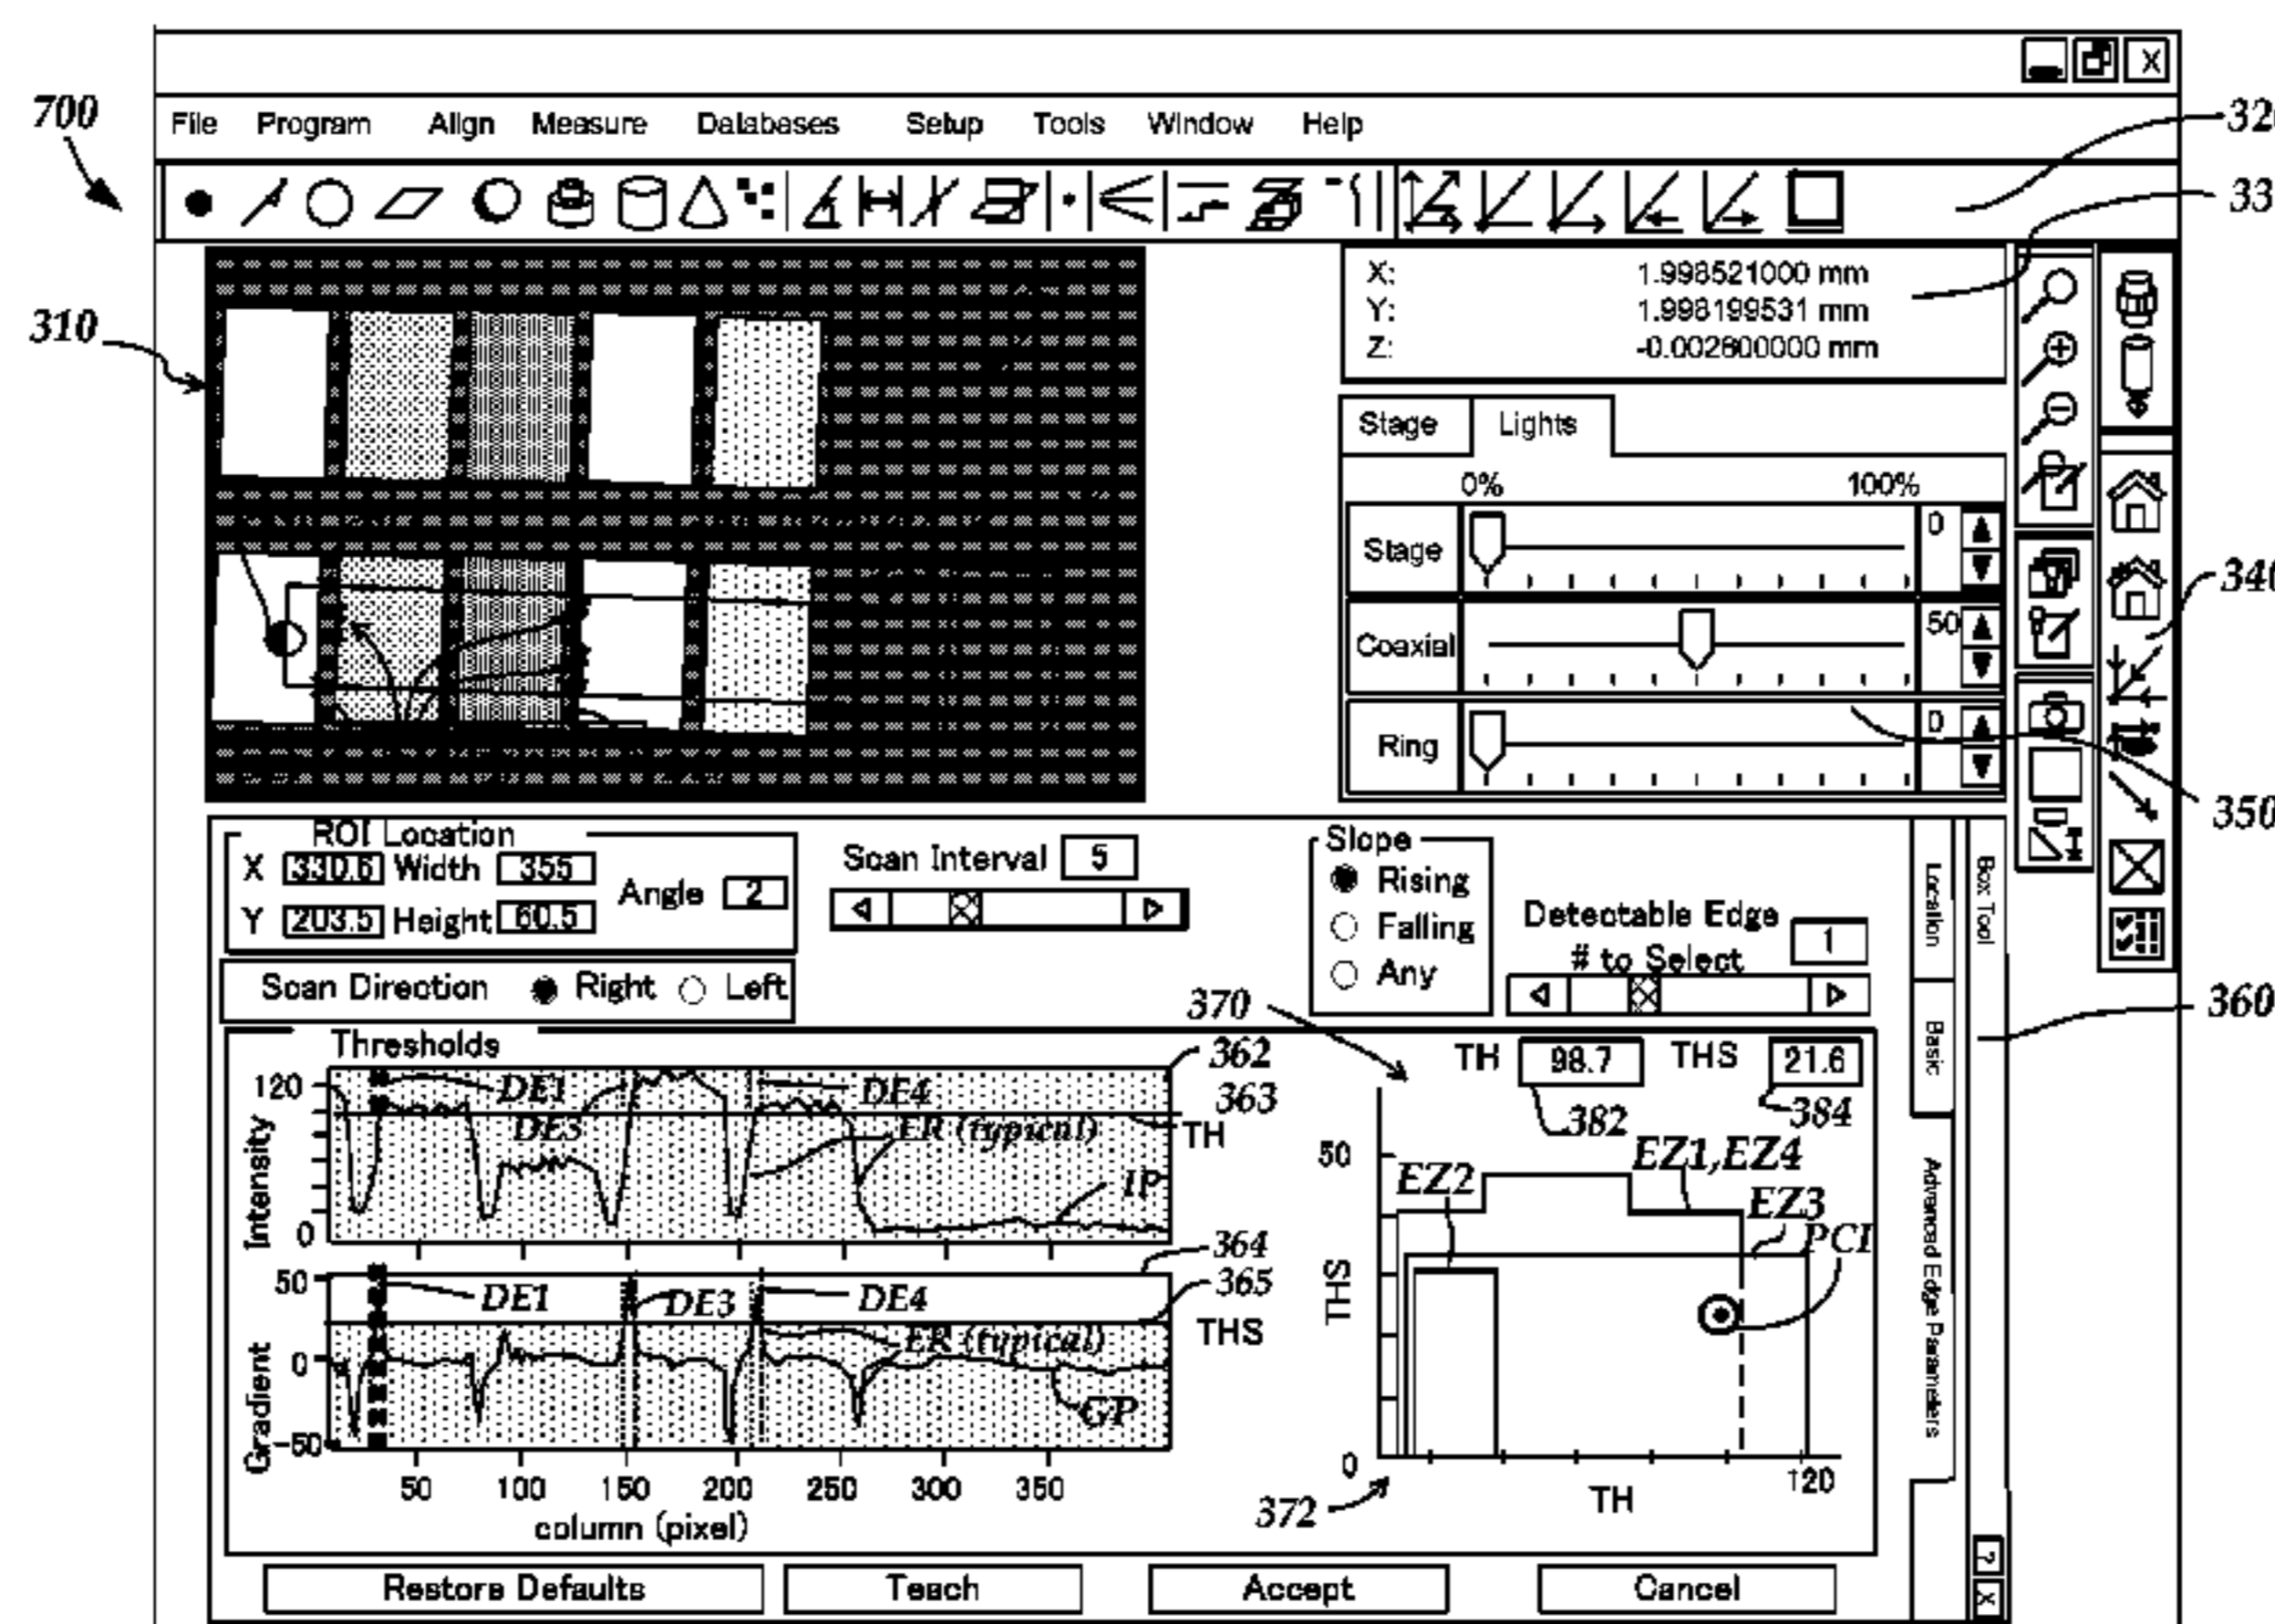 700
File Program Align Measure Databases Setup Tools Window Help
310
X: 1.998521000 mm
Y: 1.998199531 mm
Z: -0.002600000 mm
340
350
360
Stage Lights
0% 100%
Stage 0
Coaxial 50
Ring 0
ROI Location
X 330.6 Width 355
Y 203.5 Height 60.5
Angle 2
Scan Interval 5
Slope
Rising
Falling
Any
Detectable Edge
# to Select
1
Scan Direction Right Left
Location
Basic
Advanced Edge Parameters
Box Tool
? X
Thresholds
Intensity
120
0
DE1
DE3
DE4
ER (typical)
IP
362
363
TH
Gradient
50
0
-50
DE1
DE3
DE4
ER (typical)
GP
364
365
THS
50 100 150 200 250 300 350
column (pixel)
370
TH 98.7 THS 21.6
382
384
50
0
THS
EZ2
EZ1,EZ4
EZ3
PCI
120
TH
372
Restore Defaults Teach Accept Cancel